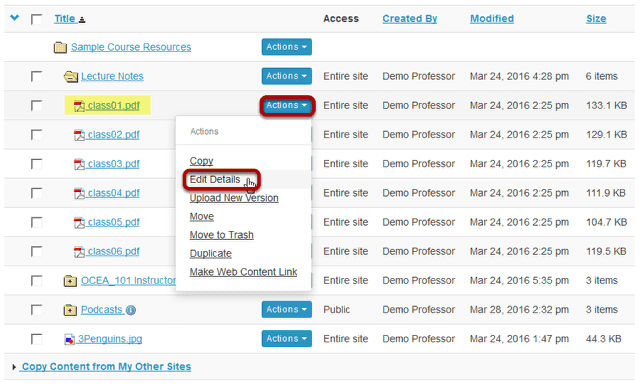 Title Access Created By Modified Size
Sample Course Resources Actions
Lecture Notes Actions Entire site Demo Professor Mar 24, 2016 4:28 pm 6 items
class01.pdf Actions Entire site Demo Professor Mar 24, 2016 2:25 pm 133.1 KB
class02.pdf Entire site Demo Professor Mar 24, 2016 2:25 pm 129.1 KB
class03.pdf Entire site Demo Professor Mar 24, 2016 2:25 pm 119.7 KB
class04.pdf Entire site Demo Professor Mar 24, 2016 2:25 pm 111.9 KB
class05.pdf Entire site Demo Professor Mar 24, 2016 2:25 pm 104.7 KB
class06.pdf Entire site Demo Professor Mar 24, 2016 2:25 pm 119.5 KB
OCEA_101 Instructor Entire site Demo Professor Mar 24, 2016 5:35 pm 3 items
Podcasts Actions Public Demo Professor Mar 28, 2016 2:32 pm 3 items
3Penguins.jpg Actions Entire site Demo Professor Mar 24, 2016 1:47 pm 44.3 KB
Copy Content from My Other Sites
Actions
Copy
Edit Details
Upload New Version
Move
Move to Trash
Duplicate
Make Web Content Link